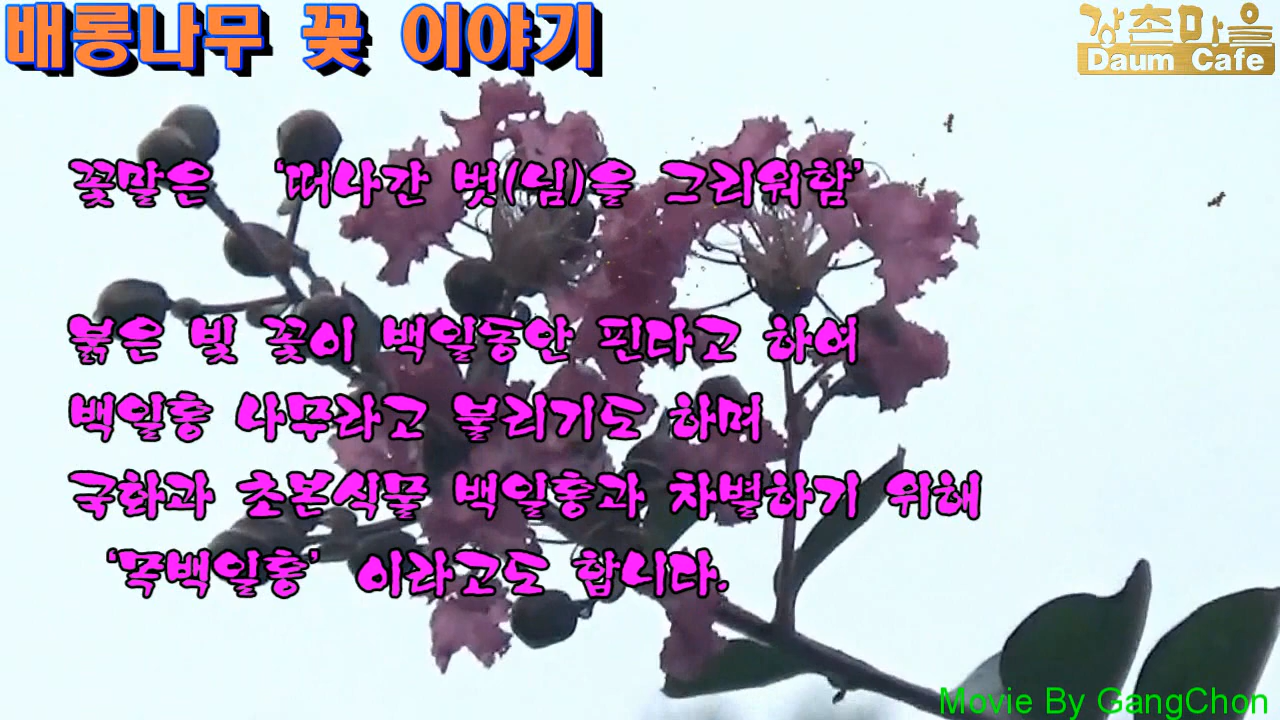 배롱나무 꽃 이야기
강촌마을
Daum Cafe
꽃말은 ‘떠나간 벗(님)을 그리워함’
붉은 빛 꽃이 백일동안 핀다고 하여
백일홍 나무라고 불리기도 하며
국화과 초본식물 백일홍과 차별하기 위해
‘목백일홍’ 이라고도 합니다.
Movie By GangChon